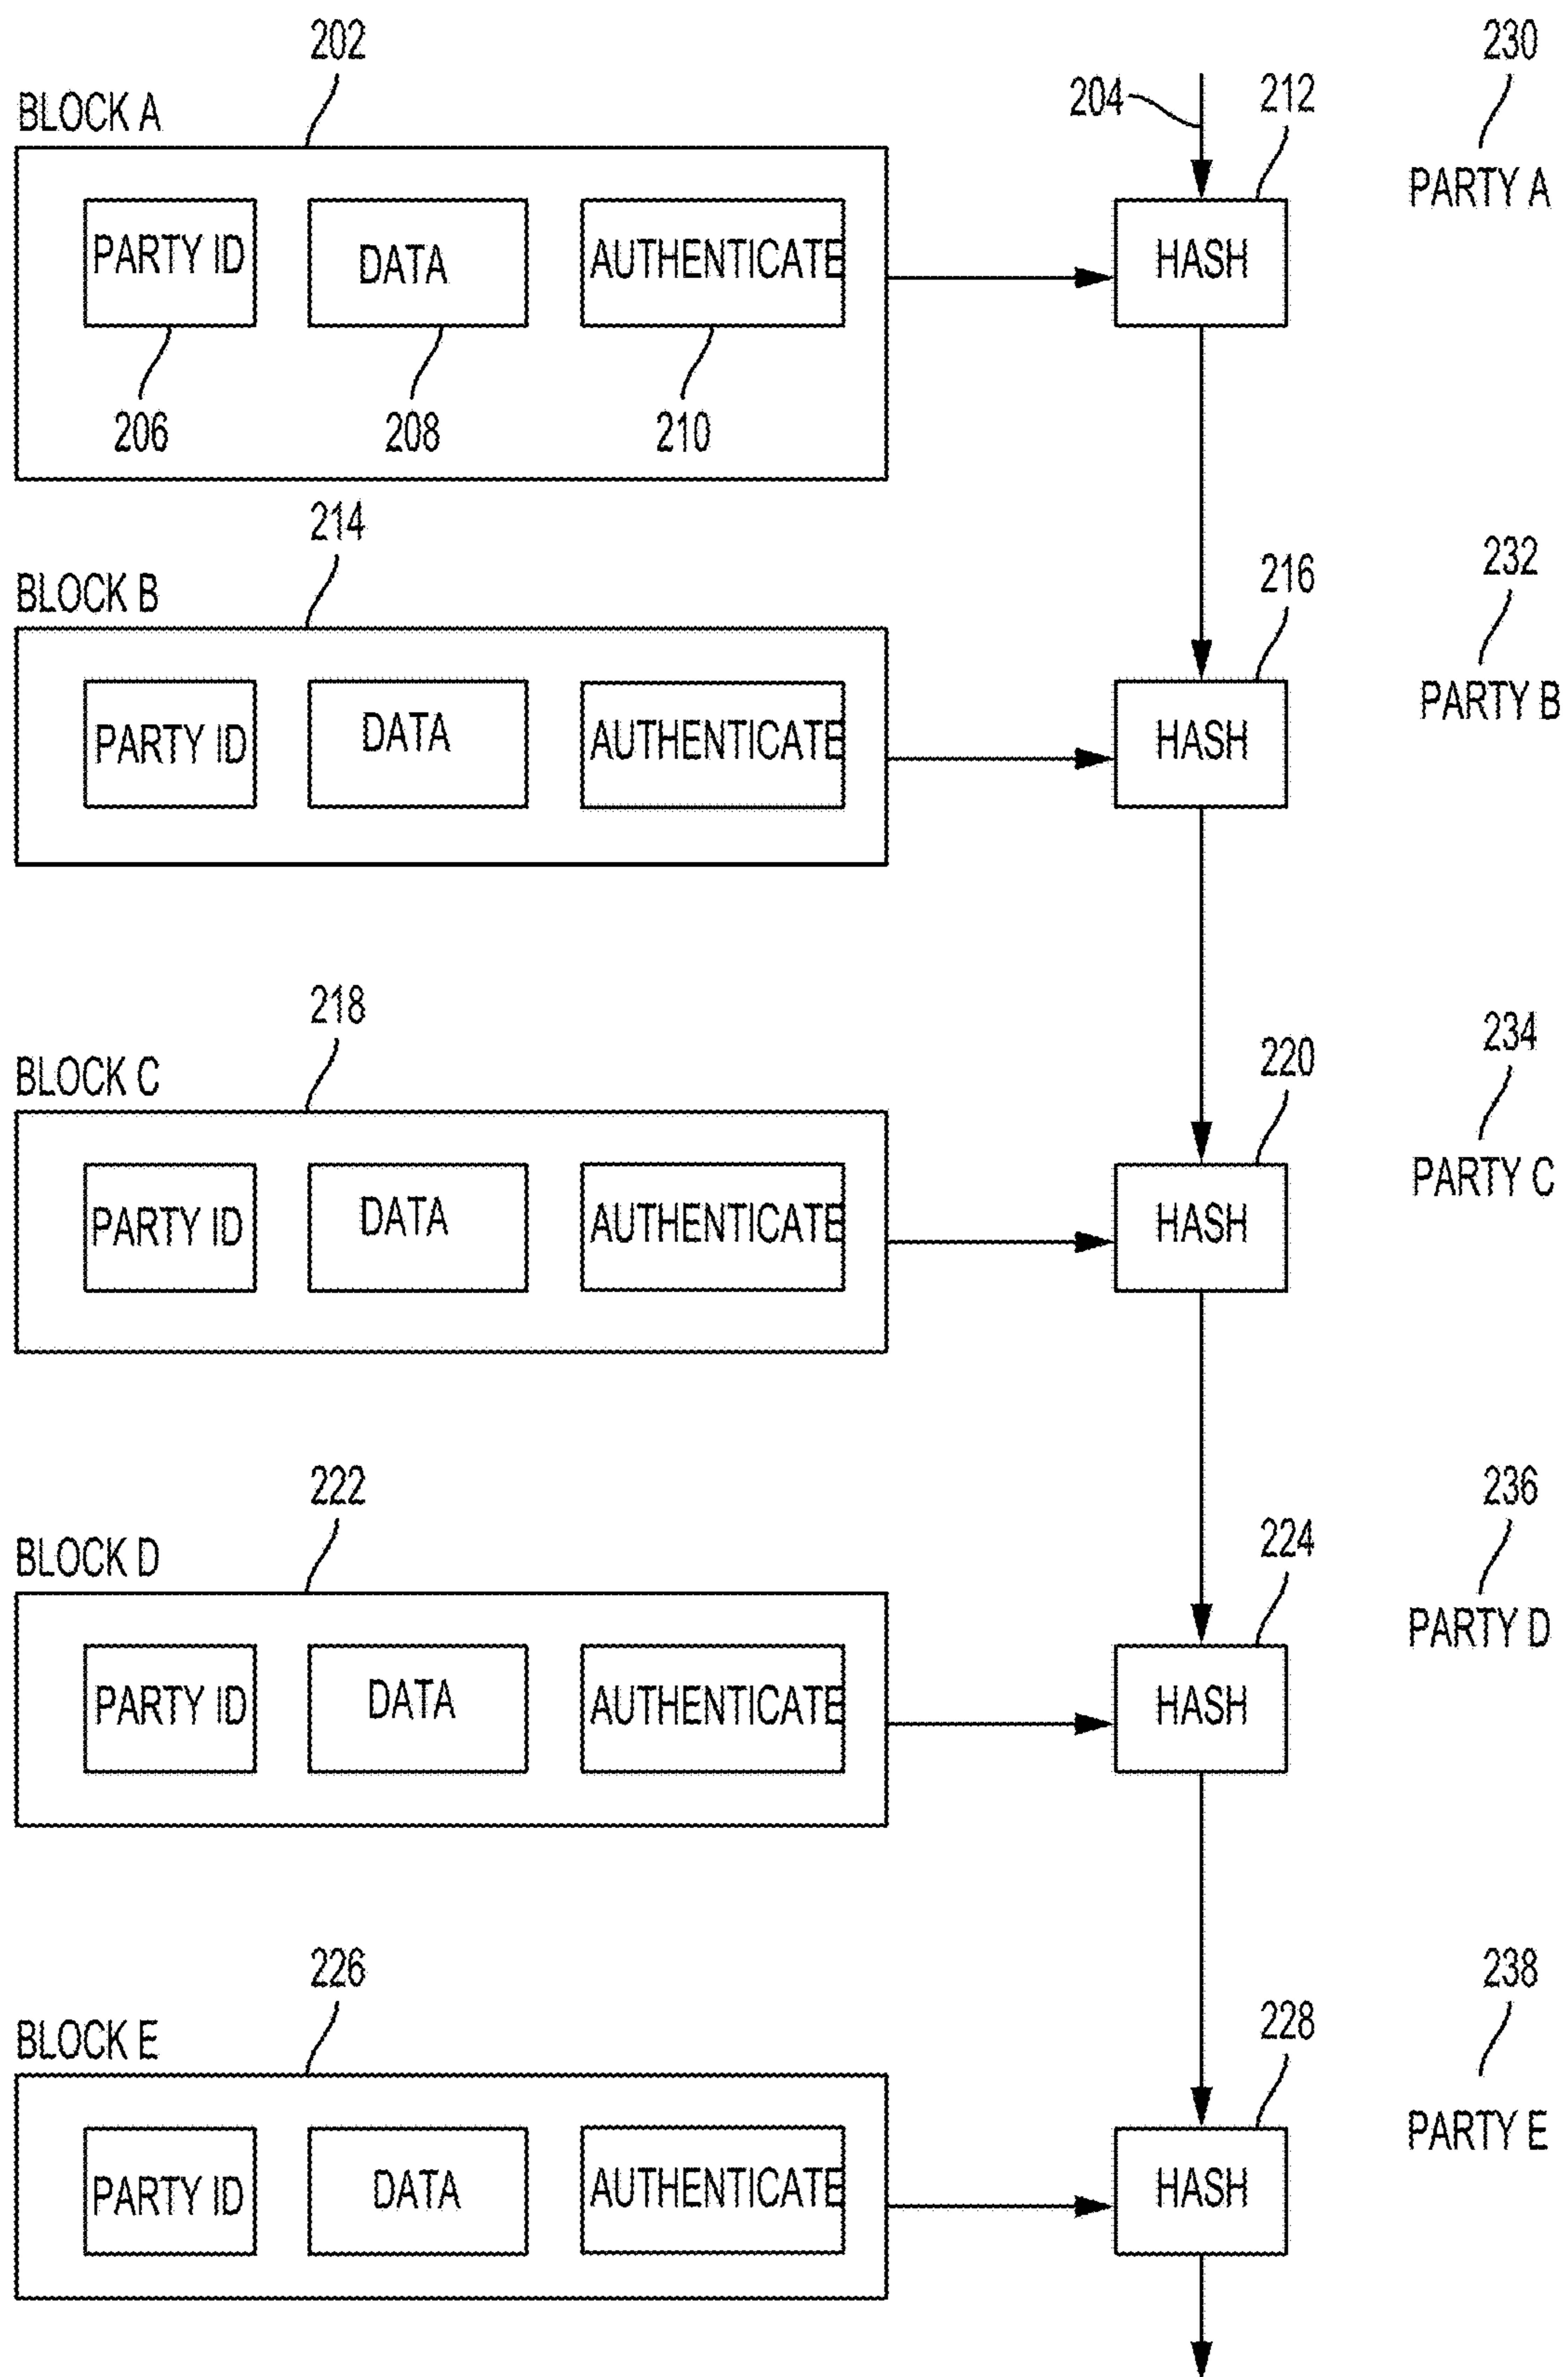 202
230
BLOCK A
204
212
PARTY A
PARTY ID
DATA
AUTHENTICATE
HASH
206
208
210
214
232
BLOCK B
216
PARTY B
PARTY ID
DATA
AUTHENTICATE
HASH
218
234
BLOCK C
220
PARTY C
PARTY ID
DATA
AUTHENTICATE
HASH
222
236
BLOCK D
224
PARTY D
PARTY ID
DATA
AUTHENTICATE
HASH
226
238
BLOCK E
228
PARTY E
PARTY ID
DATA
AUTHENTICATE
HASH